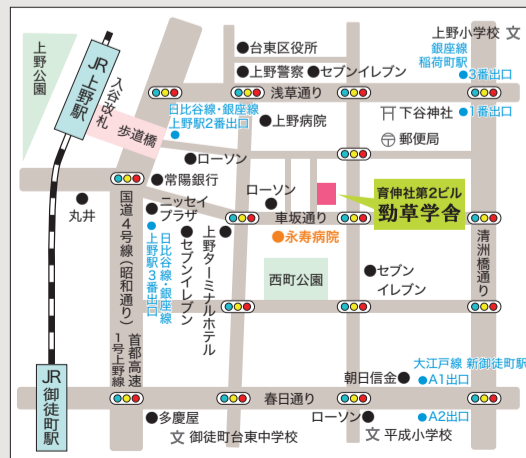 上野小学校 文
銀座線
稲荷町駅
●3番出口
●台東区役所
上野公園
JR
上野駅
入谷改札
●上野警察
●セブンイレブン
浅草通り
歩道橋
日比谷線・銀座線
上野駅2番出口
●上野病院
下谷神社
●1番出口
〒郵便局
●ローソン
●常陽銀行
ローソン
育伸社第2ビル
勁草学舎
丸井
国道4号線(昭和通り)
ニッセイ
プラザ
日比谷線・銀座線
上野駅3番出口
セブンイレブン
上野ターミナルホテル
車坂通り
●永寿病院
清洲橋通り
西町公園
●セブン
イレブン
首都高速
1号上野線
大江戸線 新御徒町駅
朝日信金●
●A1出口
JR
御徒町駅
春日通り
●多慶屋
ローソン●
●A2出口
文 御徒町台東中学校
文 平成小学校